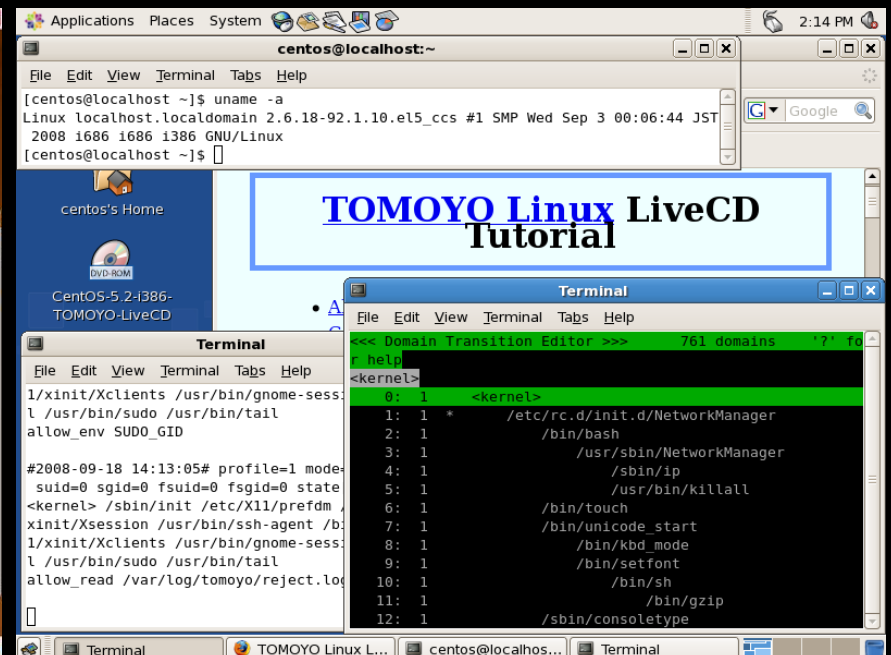 Applications Places System 2:14 PM
centos@localhost:~
File Edit View Terminal Tabs Help
[centos@localhost ~]$ uname -a
Linux localhost.localdomain 2.6.18-92.1.10.el5_ccs #1 SMP Wed Sep 3 00:06:44 JST
2008 i686 i686 i386 GNU/Linux
[centos@localhost ~]$
G Google
centos's Home
DVD-ROM
CentOS-5.2-i386-
TOMOYO-LiveCD
TOMOYO Linux LiveCD
Tutorial
Terminal
File Edit View Terminal Tabs Help
1/xinit/Xclients /usr/bin/gnome-sess
l /usr/bin/sudo /usr/bin/tail
allow_env SUDO_GID
#2008-09-18 14:13:05# profile=1 mode=
suid=0 sgid=0 fsuid=0 fsgid=0 state
<kernel> /sbin/init /etc/X11/prefdm /
xinit/Xsession /usr/bin/ssh-agent /b
1/xinit/Xclients /usr/bin/gnome-sess
l /usr/bin/sudo /usr/bin/tail
allow_read /var/log/tomoyo/reject.lo
Terminal
File Edit View Terminal Tabs Help
<<< Domain Transition Editor >>> 761 domains '?' fo
r help
<kernel>
0: 1 <kernel>
1: 1 * /etc/rc.d/init.d/NetworkManager
2: 1 /bin/bash
3: 1 /usr/sbin/NetworkManager
4: 1 /sbin/ip
5: 1 /usr/bin/killall
6: 1 /bin/touch
7: 1 /bin/unicode_start
8: 1 /bin/kbd_mode
9: 1 /bin/setfont
10: 1 /bin/sh
11: 1 /bin/gzip
12: 1 /sbin/consoletype
Terminal
TOMOYO Linux L...
centos@localhos...
Terminal